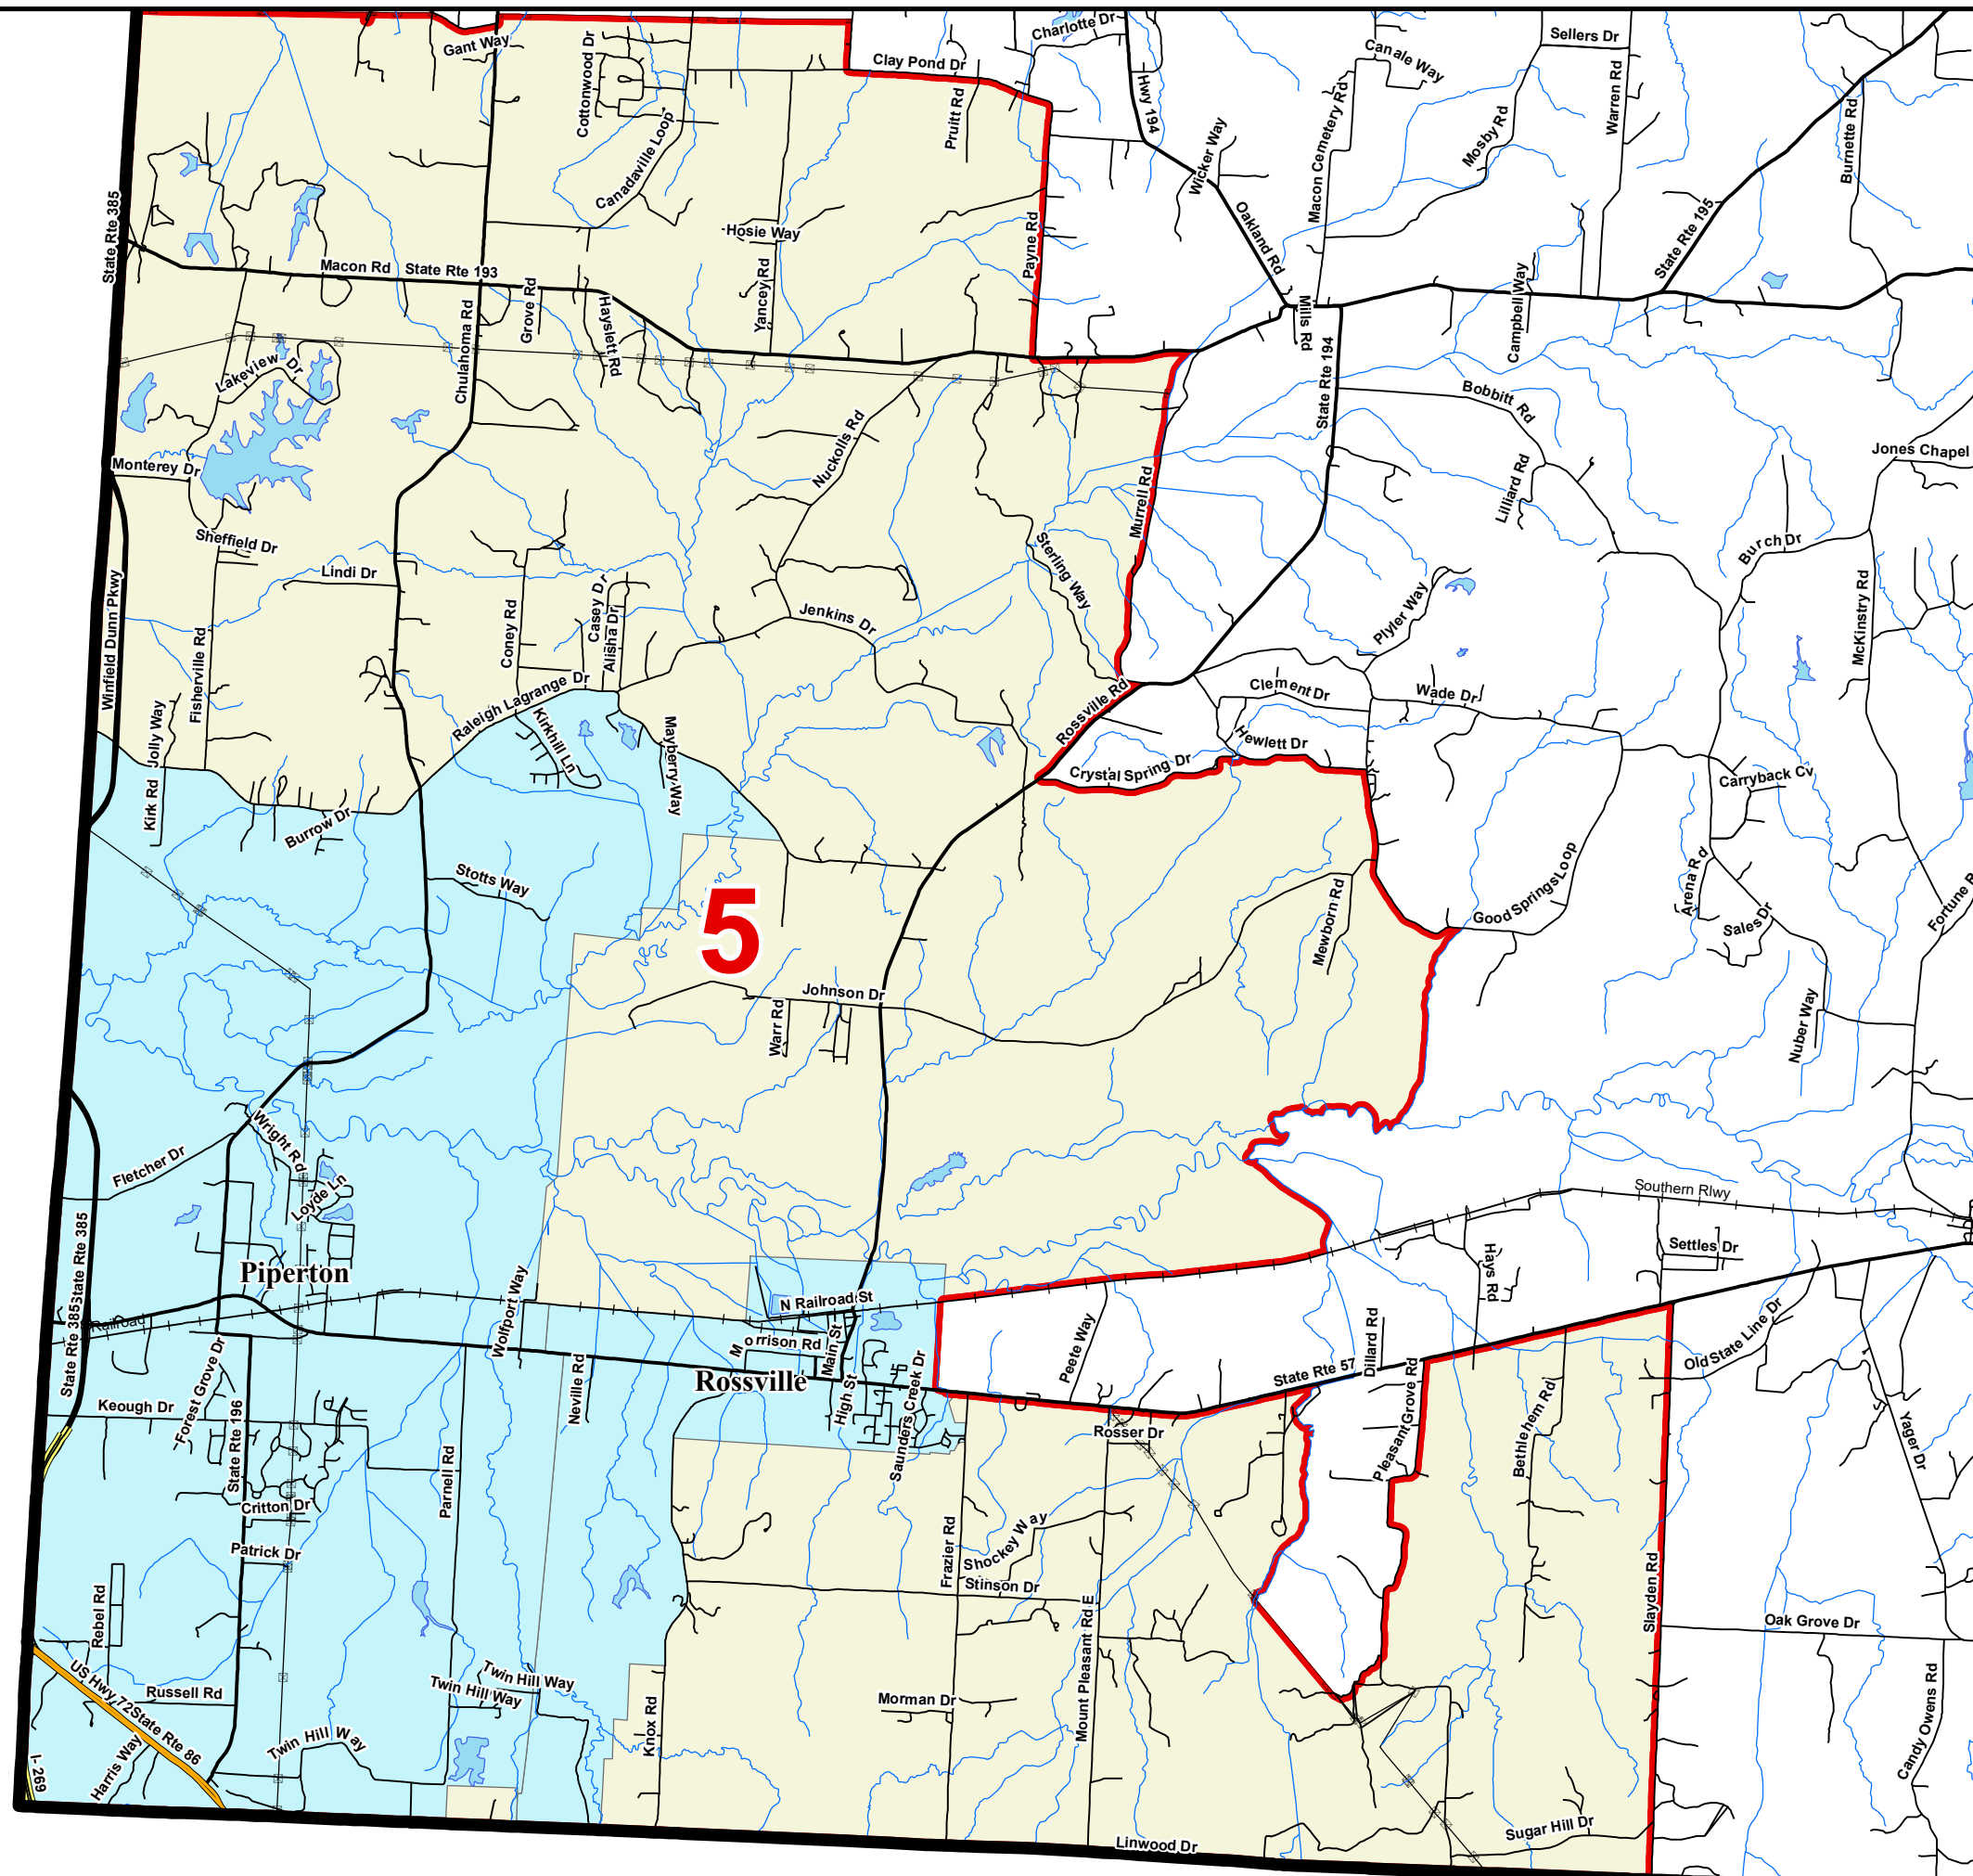 Gant Way
Cottonwood Dr
Canadaville Loop
Clay Pond Dr
Charlotte Dr
Pruitt Rd
Hwy 194
Wicker Way
Oakland Rd
Macon Cemetery Rd
Canale Way
Sellers Dr
Mosby Rd
Warren Rd
Burnette Rd
State Rte 195
State Rte 385
Macon Rd
State Rte 193
Hosie Way
Yancey Rd
Payne Rd
Grove Rd
Hayslett Rd
Chulahoma Rd
Mills Rd
State Rte 194
Campbell Way
Lakeview Dr
Bobbitt Rd
Monterey Dr
Nuckolls Rd
Murrell Rd
Lilliard Rd
Jones Chapel
Sheffield Dr
Lindi Dr
Sterling Way
Burch Dr
Winfield Dunn Pkwy
Fisherville Rd
Coney Rd
Casey Dr
Alisha Dr
Jenkins Dr
Plyler Way
McKinstry Rd
Raleigh Lagrange Dr
Rossville Rd
Clement Dr
Wade Dr
Jolly Way
Kirk Rd
Kirkhill Ln
Mayberry Way
Crystal Spring Dr
Hewlett Dr
Carryback Cv
Burrow Dr
Stotts Way
5
Mewborn Rd
Good Springs Loop
Arena Rd
Sales Dr
Johnson Dr
Warr Rd
Nuber Way
Wright Rd
Fletcher Dr
Loyde Ln
Southern Rlwy
State Rte 385
State Rte 385
Piperton
Railroad
Wolfport Way
N Railroad St
Morrison Rd
Main St
Rossville
High St
Saunders Creek Dr
Peete Way
State Rte 57
Dillard Rd
Hays Rd
Settles Dr
Old State Line Dr
Keough Dr
Forest Grove Dr
State Rte 196
Neville Rd
Parnell Rd
Rosser Dr
Pleasant Grove Rd
Bethlehem Rd
Yager Dr
Critton Dr
Patrick Dr
Frazier Rd
Shockey Way
Stinson Dr
Mount Pleasant Rd E
Slayden Rd
Oak Grove Dr
Rebel Rd
US Hwy 72
State Rte 86
Russell Rd
Twin Hill Way
Twin Hill Way
Twin Hill Way
Harris Way
I-269
Knox Rd
Morman Dr
Candy Owens Rd
Linwood Dr
Sugar Hill Dr